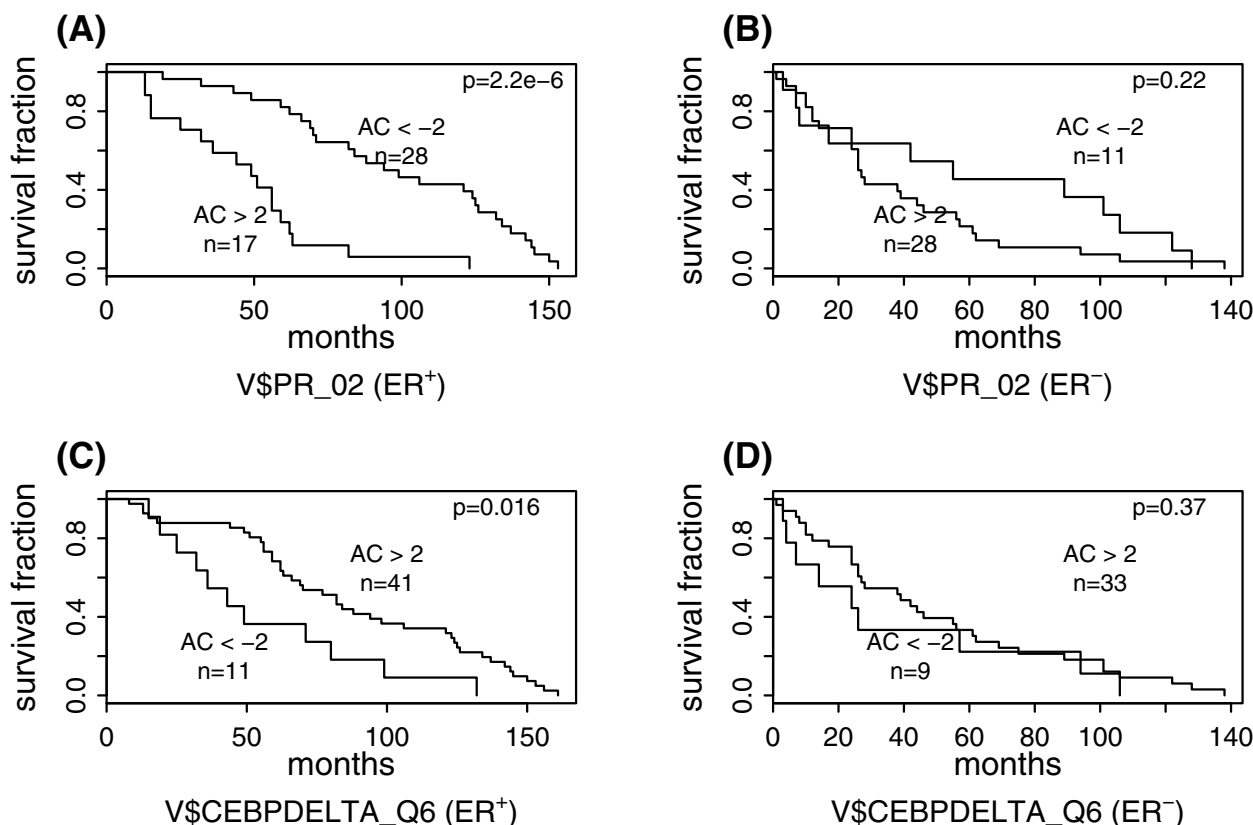 (A)
survival fraction
0.0 0.4 0.8
p=2.2e−6
AC < −2
n=28
AC > 2
n=17
0 50 100 150
months
V$PR_02 (ER⁺)
(B)
survival fraction
0.0 0.4 0.8
p=0.22
AC < −2
n=11
AC > 2
n=28
0 20 40 60 80 100 140
months
V$PR_02 (ER⁻)
(C)
survival fraction
0.0 0.4 0.8
p=0.016
AC > 2
n=41
AC < −2
n=11
0 50 100 150
months
V$CEBPDELTA_Q6 (ER⁺)
(D)
survival fraction
0.0 0.4 0.8
p=0.37
AC > 2
n=33
AC < −2
n=9
0 20 40 60 80 100 140
months
V$CEBPDELTA_Q6 (ER⁻)